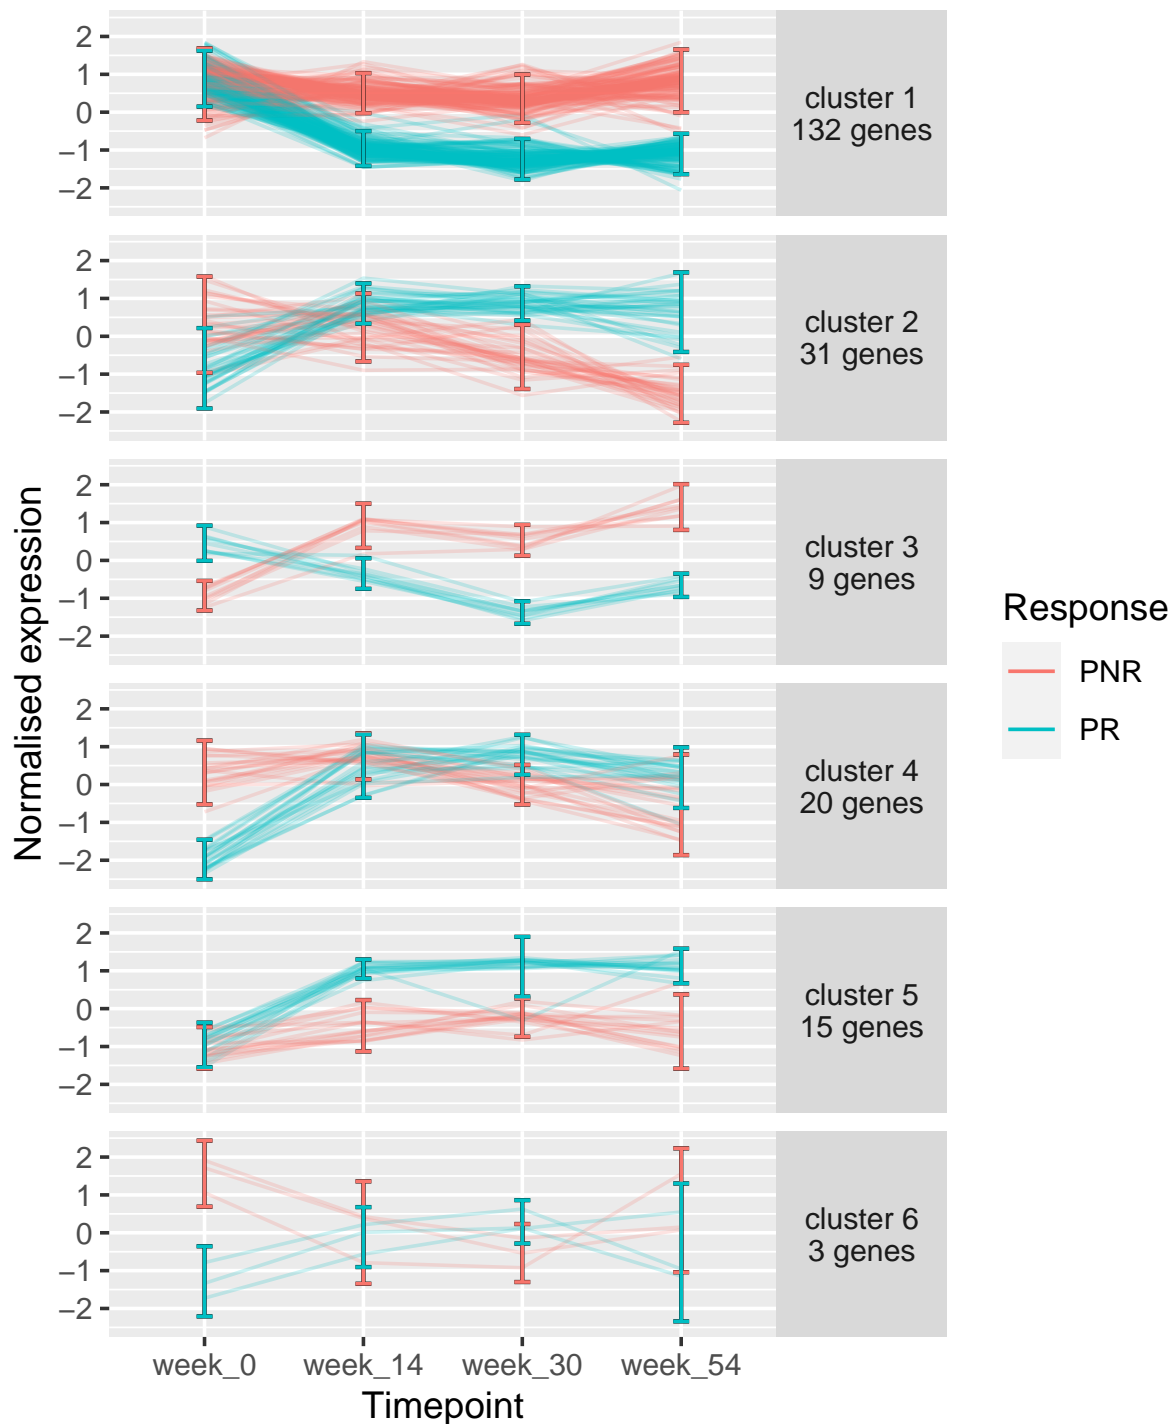 Normalised expression
2
1
0
−1
−2
cluster 1
132 genes
2
1
0
−1
−2
cluster 2
31 genes
2
1
0
−1
−2
cluster 3
9 genes
2
1
0
−1
−2
cluster 4
20 genes
2
1
0
−1
−2
cluster 5
15 genes
2
1
0
−1
−2
cluster 6
3 genes
week_0 week_14 week_30 week_54
Timepoint
Response
PNR
PR